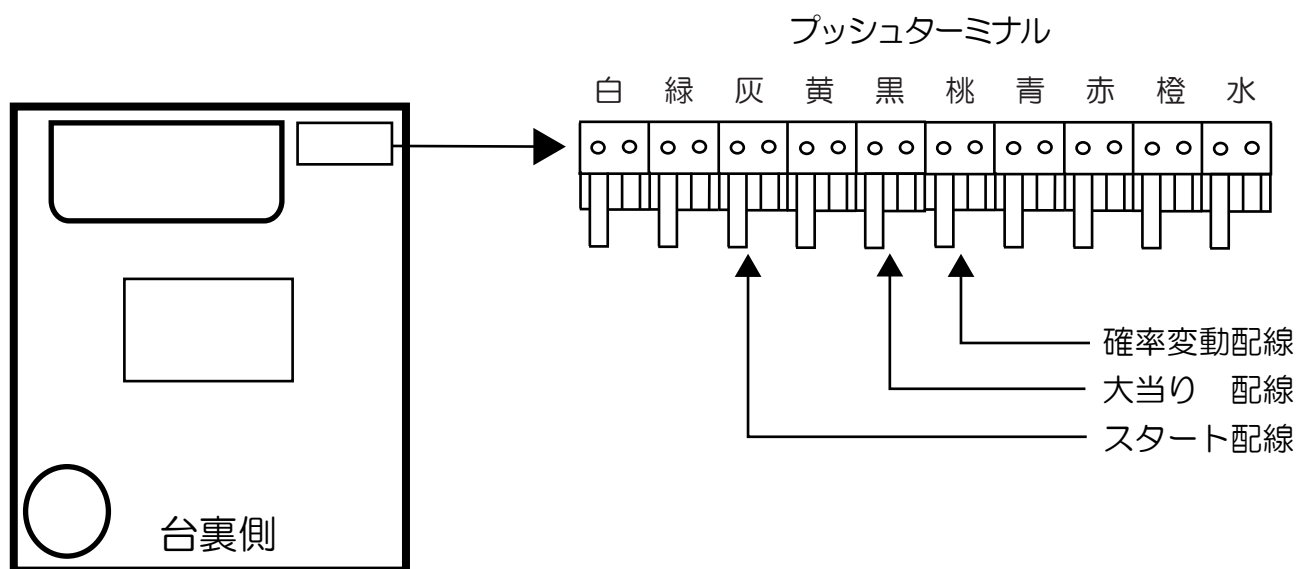 プッシュターミナル
白 緑 灰 黄 黒 桃 青 赤 橙 水
確率変動配線
大当り　配線
スタート配線
台裏側